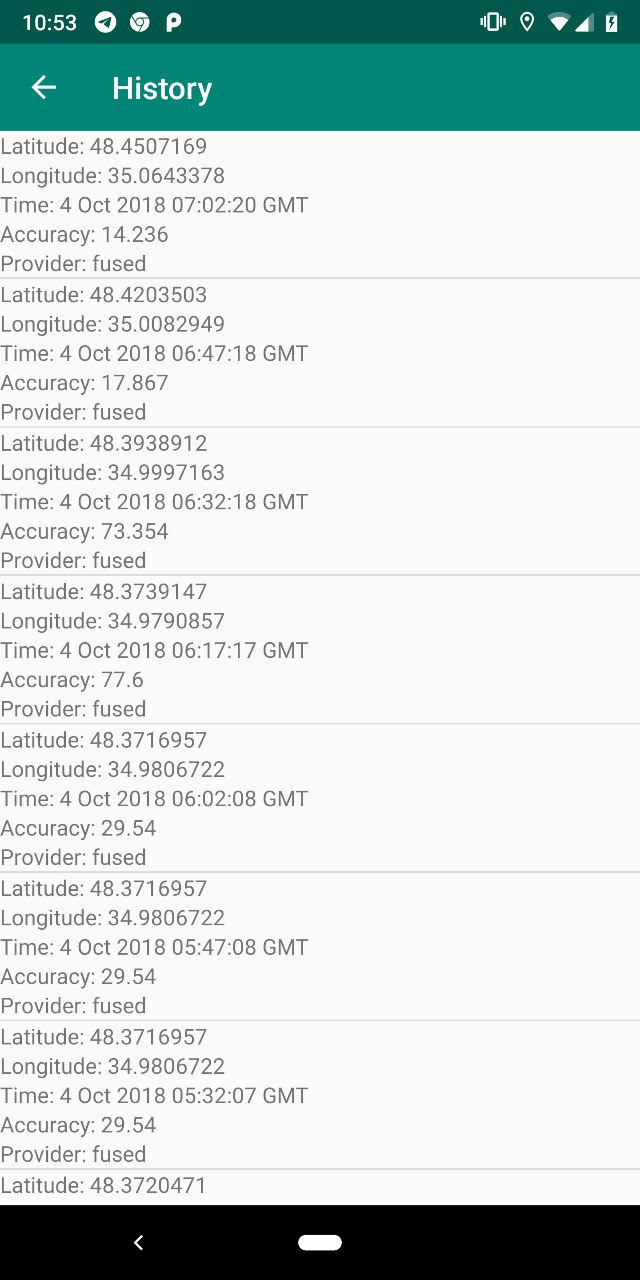 10:53
History
Latitude: 48.4507169
Longitude: 35.0643378
Time: 4 Oct 2018 07:02:20 GMT
Accuracy: 14.236
Provider: fused
Latitude: 48.4203503
Longitude: 35.0082949
Time: 4 Oct 2018 06:47:18 GMT
Accuracy: 17.867
Provider: fused
Latitude: 48.3938912
Longitude: 34.9997163
Time: 4 Oct 2018 06:32:18 GMT
Accuracy: 73.354
Provider: fused
Latitude: 48.3739147
Longitude: 34.9790857
Time: 4 Oct 2018 06:17:17 GMT
Accuracy: 77.6
Provider: fused
Latitude: 48.3716957
Longitude: 34.9806722
Time: 4 Oct 2018 06:02:08 GMT
Accuracy: 29.54
Provider: fused
Latitude: 48.3716957
Longitude: 34.9806722
Time: 4 Oct 2018 05:47:08 GMT
Accuracy: 29.54
Provider: fused
Latitude: 48.3716957
Longitude: 34.9806722
Time: 4 Oct 2018 05:32:07 GMT
Accuracy: 29.54
Provider: fused
Latitude: 48.3720471